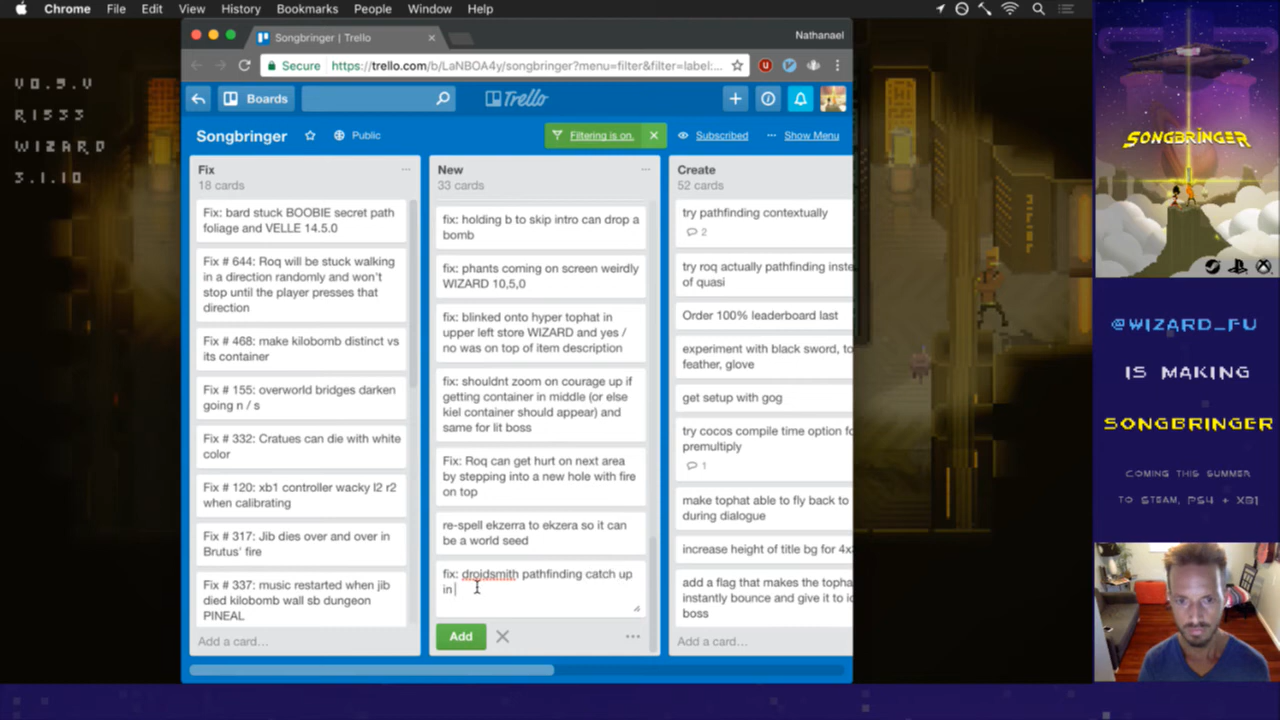 Chrome File Edit View History Bookmarks People Window Help
Songbringer | Trello
Nathanael
Secure https://trello.com/b/LaNBOA4y/songbringer?menu=filter&filter=label:...
Boards
Trello
Songbringer Public Filtering is on. Subscribed Show Menu
Fix
18 cards
Fix: bard stuck BOOBIE secret path
foliage and VELLE 14.5.0
Fix # 644: Roq will be stuck walking
in a direction randomly and won't
stop until the player presses that
direction
Fix # 468: make kilobomb distinct vs
its container
Fix # 155: overworld bridges darken
going n / s
Fix # 332: Cratues can die with white
color
Fix # 120: xb1 controller wacky l2 r2
when calibrating
Fix # 317: Jib dies over and over in
Brutus' fire
Fix # 337: music restarted when jib
died kilobomb wall sb dungeon
PINEAL
Add a card...
New
33 cards
fix: holding b to skip intro can drop a
bomb
fix: phants coming on screen weirdly
WIZARD 10,5,0
fix: blinked onto hyper tophat in
upper left store WIZARD and yes /
no was on top of item description
fix: shouldnt zoom on courage up if
getting container in middle (or else
kiel container should appear) and
same for lit boss
Fix: Roq can get hurt on next area
by stepping into a new hole with fire
on top
re-spell ekzerra to ekzera so it can
be a world seed
fix: droidsmith pathfinding catch up
in
Add
Create
52 cards
try pathfinding contextually
2
try roq actually pathfinding inste
of quasi
Order 100% leaderboard last
experiment with black sword, to
feather, glove
get setup with gog
try cocos compile time option fo
premultiply
1
make tophat able to fly back to
during dialogue
increase height of title bg for 4x
add a flag that makes the topha
instantly bounce and give it to ic
boss
Add a card...
V0.9.V
R1533
WIZARD
3.1.10
SONGBRINGER
@WIZARD_FU
IS MAKING
SONGBRINGER
COMING THIS SUMMER
TO STEAM, PS4 + XB1